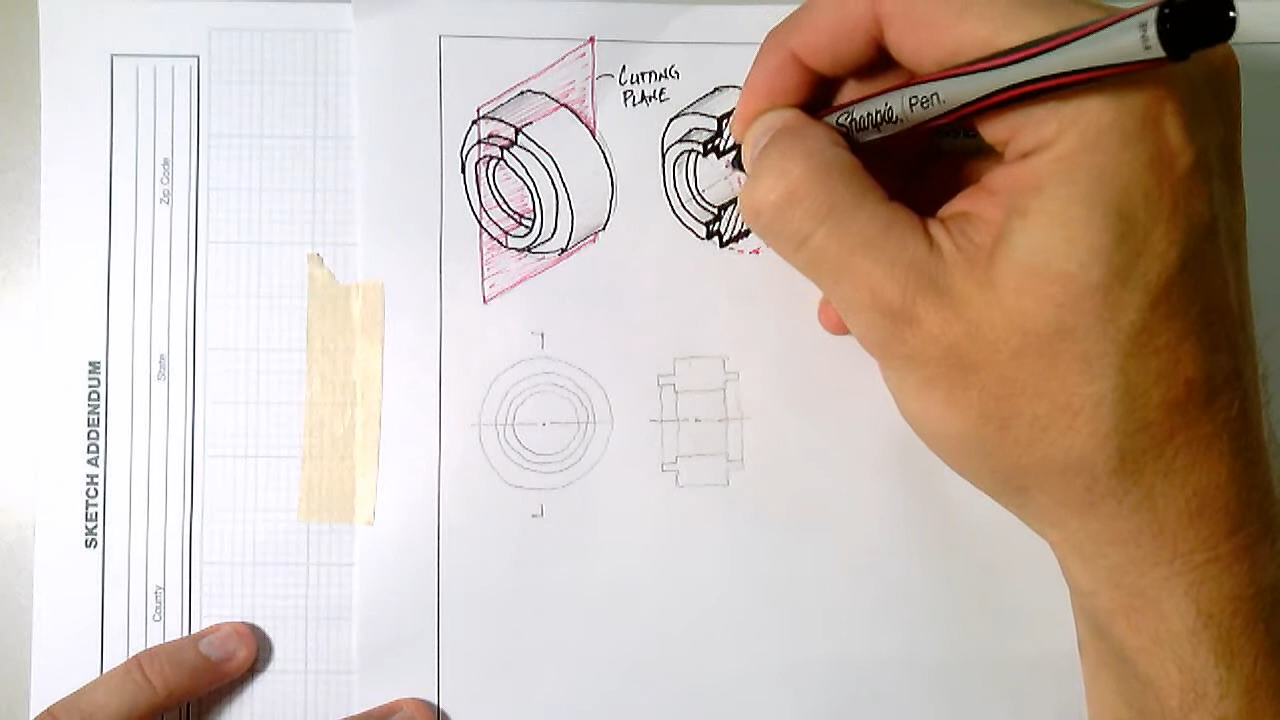 SKETCH ADDENDUM
Zip Code
State
County
CUTTING
PLANE
Sharpie. Pen.